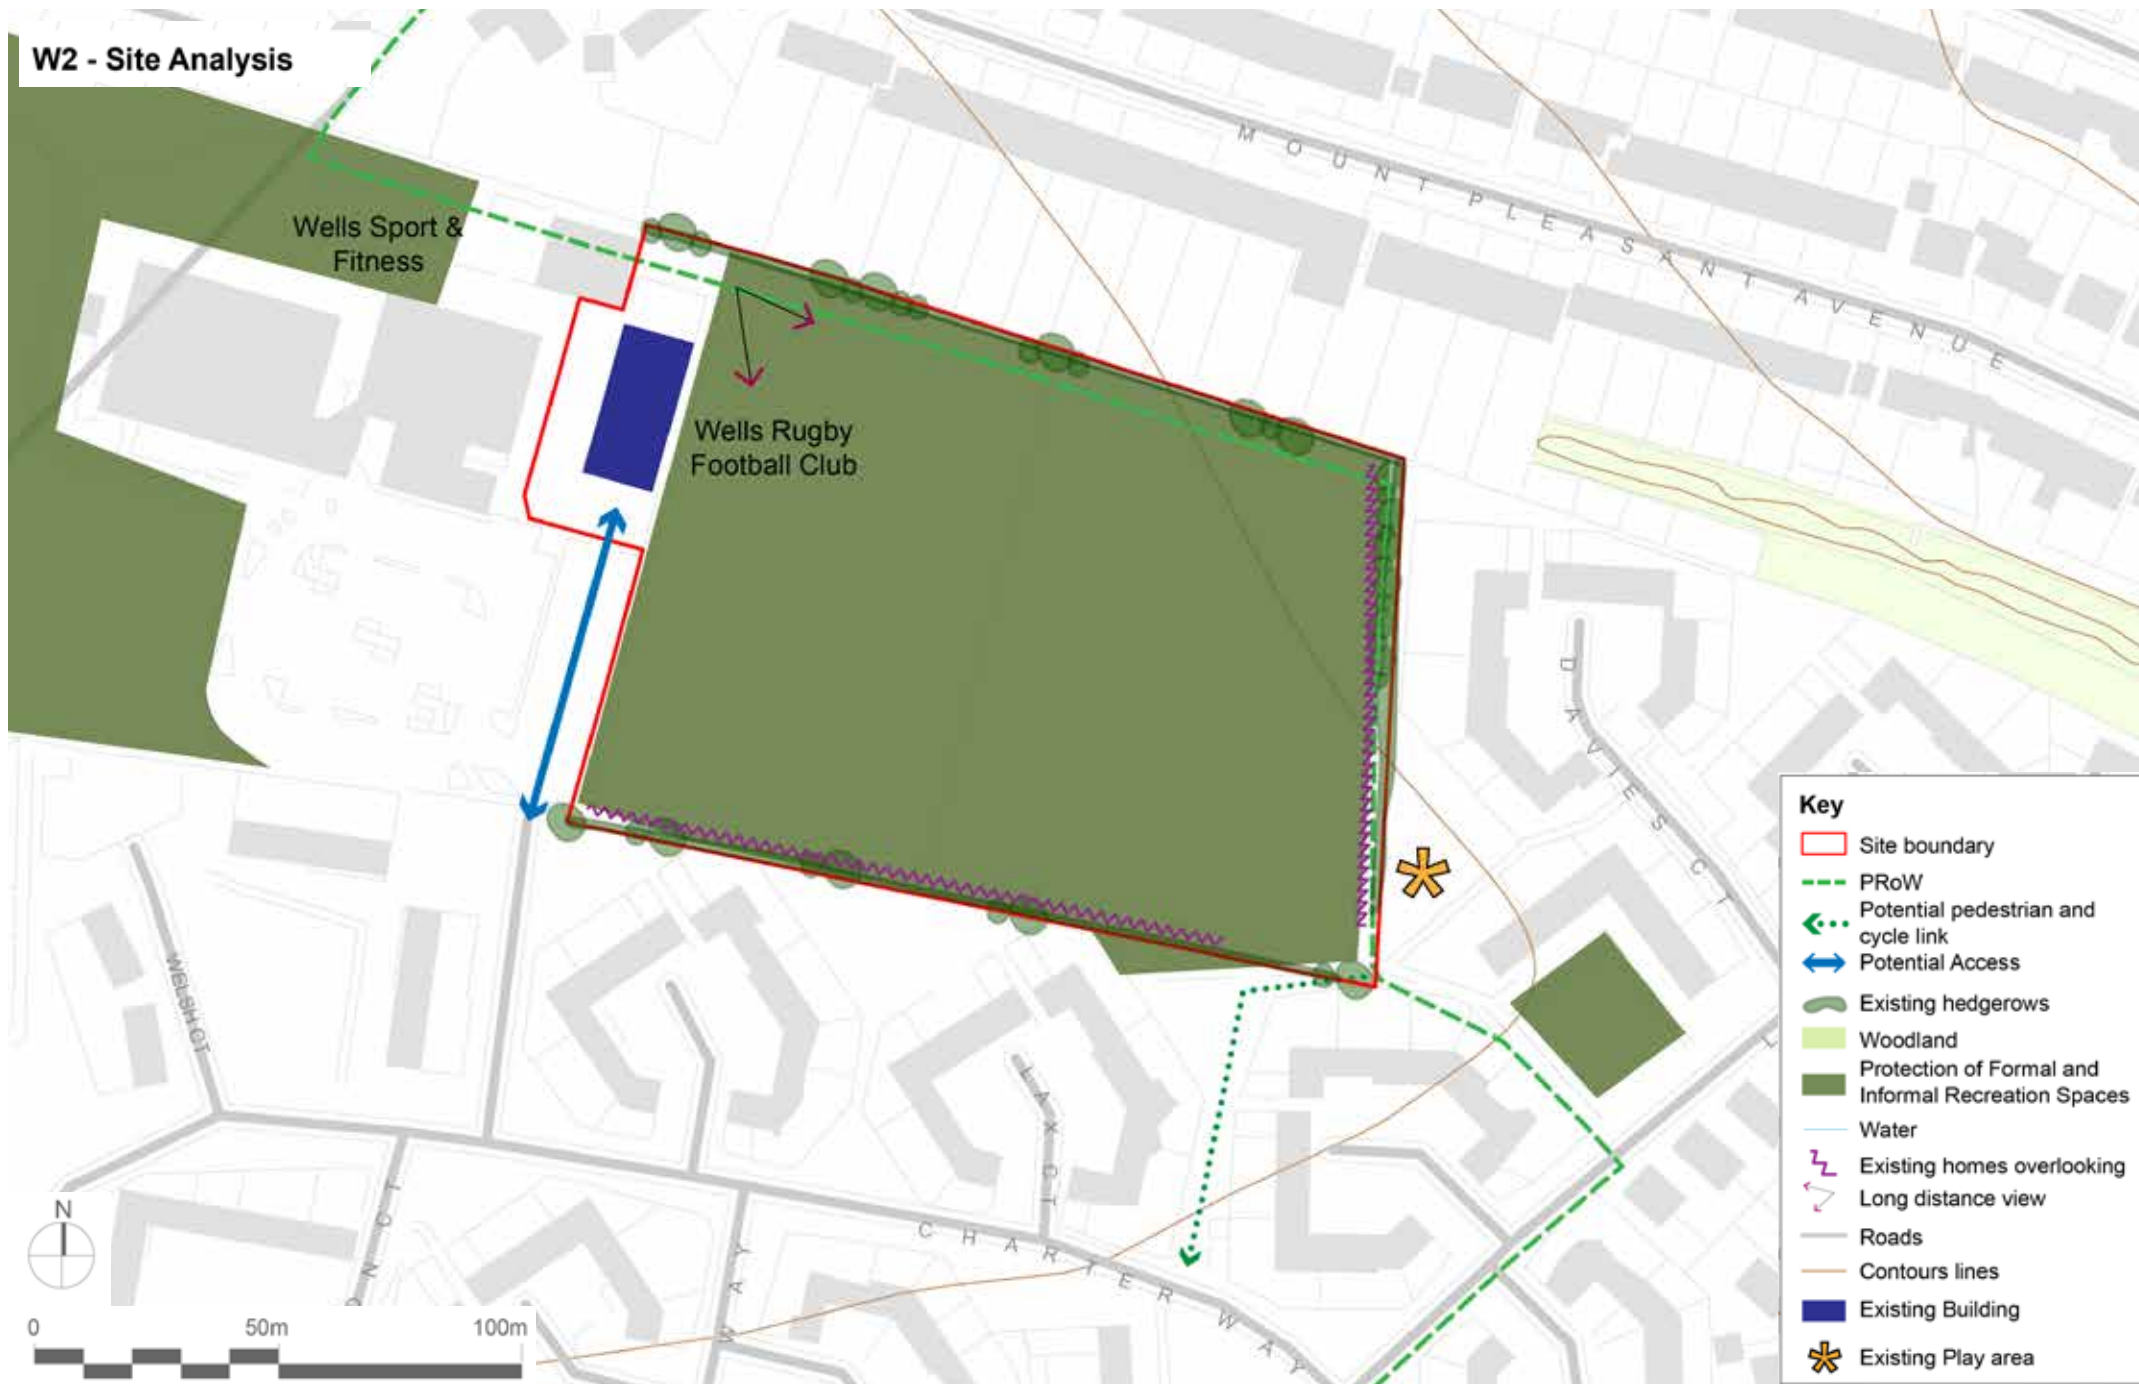 W2 - Site Analysis
MOUNT PLEASANT AVENUE
Wells Sport &
Fitness
Wells Rugby
Football Club
DAVIES CT
WELSH CT
LAX CT
CHARTER WAY
WAY
N
0
50m
100m
Key
Site boundary
PRoW
Potential pedestrian and
cycle link
Potential Access
Existing hedgerows
Woodland
Protection of Formal and
Informal Recreation Spaces
Water
Existing homes overlooking
Long distance view
Roads
Contours lines
Existing Building
Existing Play area